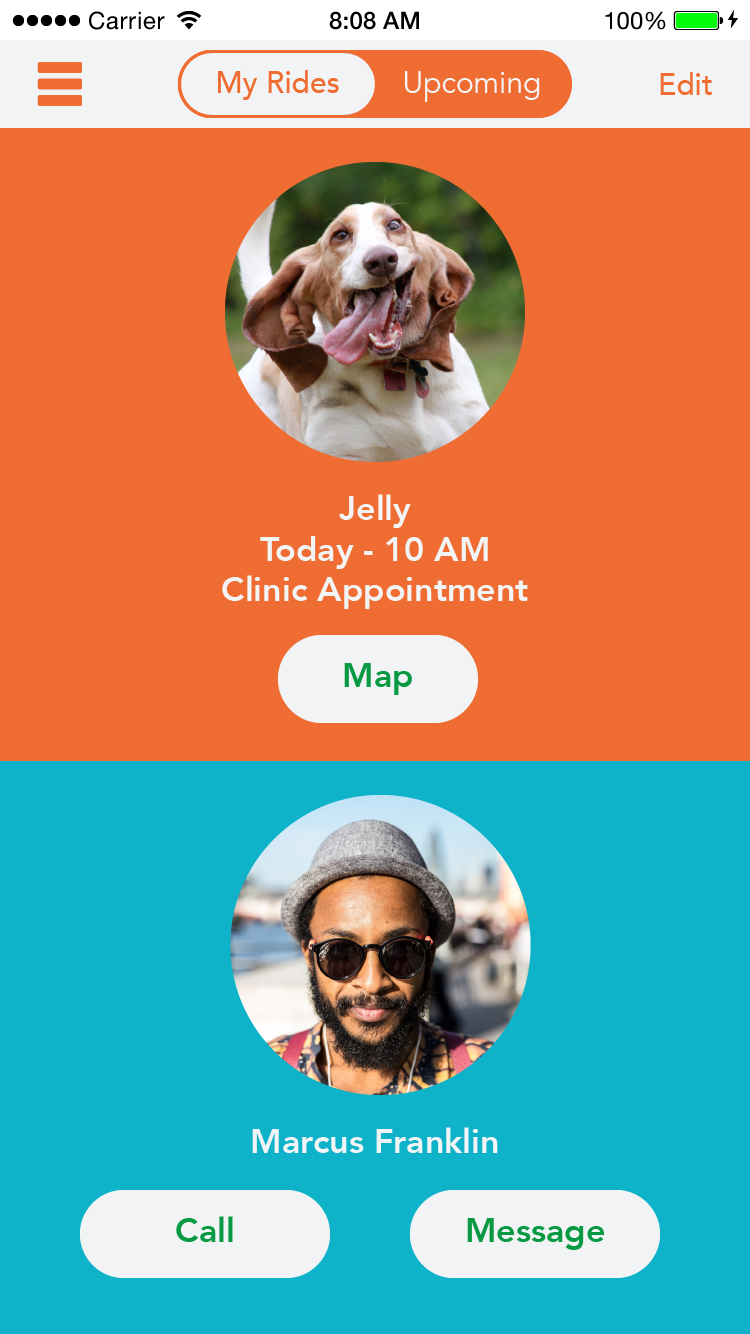 Carrier 8:08 AM 100%
My Rides Upcoming Edit
Jelly
Today - 10 AM
Clinic Appointment
Map
Marcus Franklin
Call Message